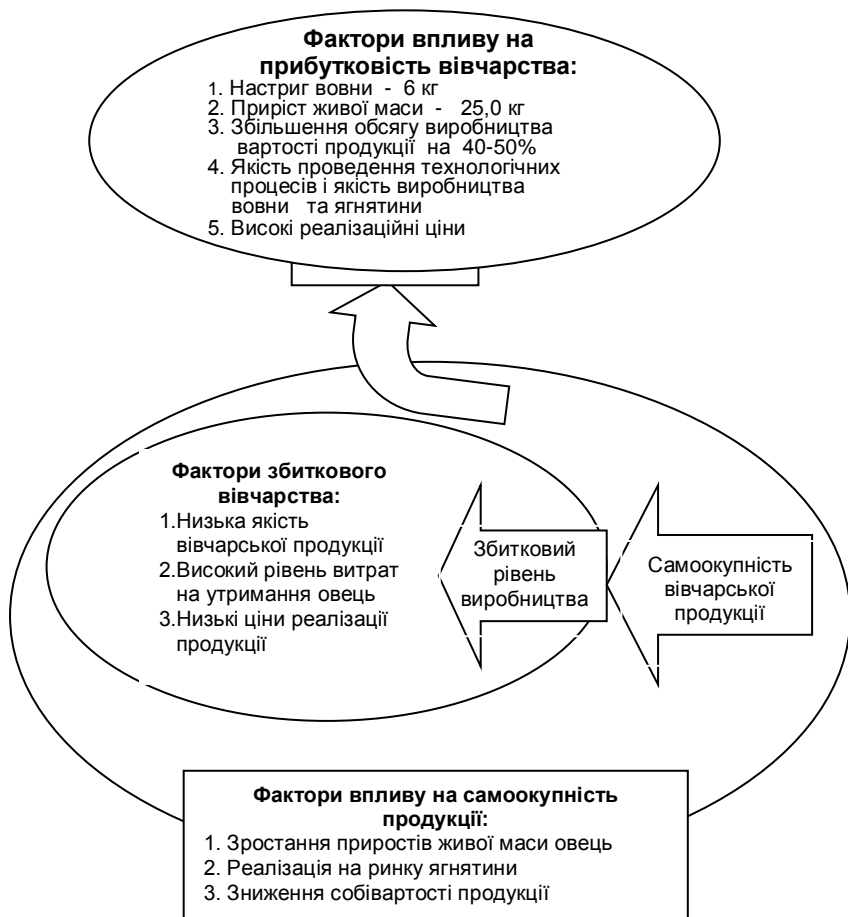 Фактори впливу на
прибутковість вівчарства:
1. Настриг вовни - 6 кг
2. Приріст живої маси - 25,0 кг
3. Збільшення обсягу виробництва
вартості продукції на 40-50%
4. Якість проведення технологічних
процесів і якість виробництва
вовни та ягнятини
5. Високі реалізаційні ціни
Фактори збиткового
вівчарства:
1.Низька якість
вівчарської продукції
2.Високий рівень витрат
на утримання овець
3.Низькі ціни реалізації
продукції
Збитковий
рівень
виробництва
Самоокупність
вівчарської
продукції
Фактори впливу на самоокупність
продукції:
1. Зростання приростів живої маси овець
2. Реалізація на ринку ягнятини
3. Зниження собівартості продукції